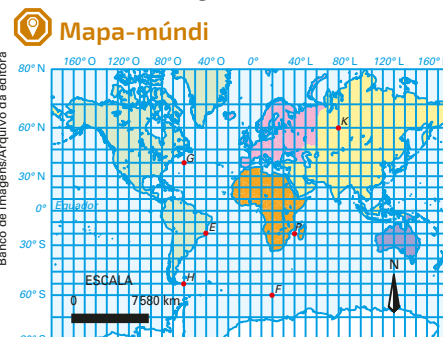 Mapa-múndi
Banco de Imagens/Arquivo da editora
160° O 120° O 80° O 40° O 0° 40° L 80° L 120° L 160° L
80° N
60° N
K
G
30° N
0°
Equador
E
P
30° S
N
ESCALA
H
0 7580 km
F
60° S